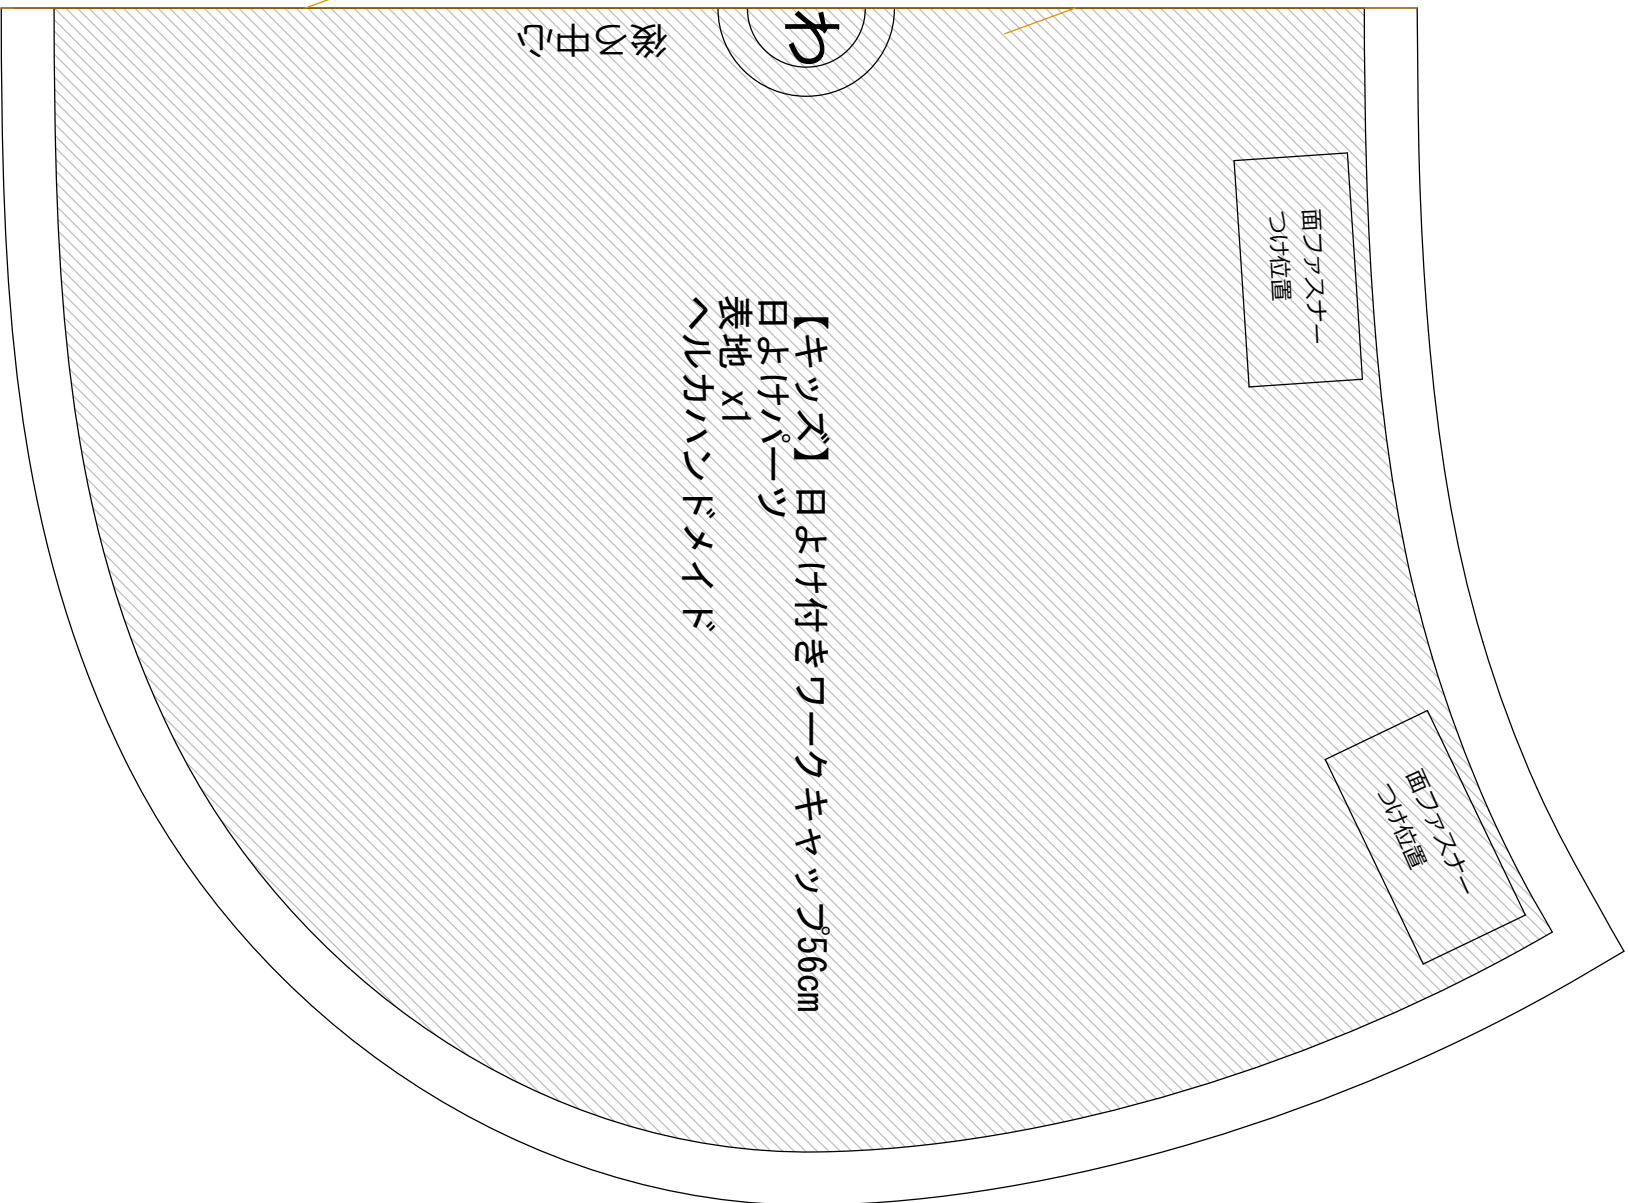 後ろ中心
わ
【キッズ】日よけ付きワークキャップ56cm
日よけパーツ
表地 x1
ヘルカハンドメイド
面ファスナー
つけ位置
面ファスナー
つけ位置